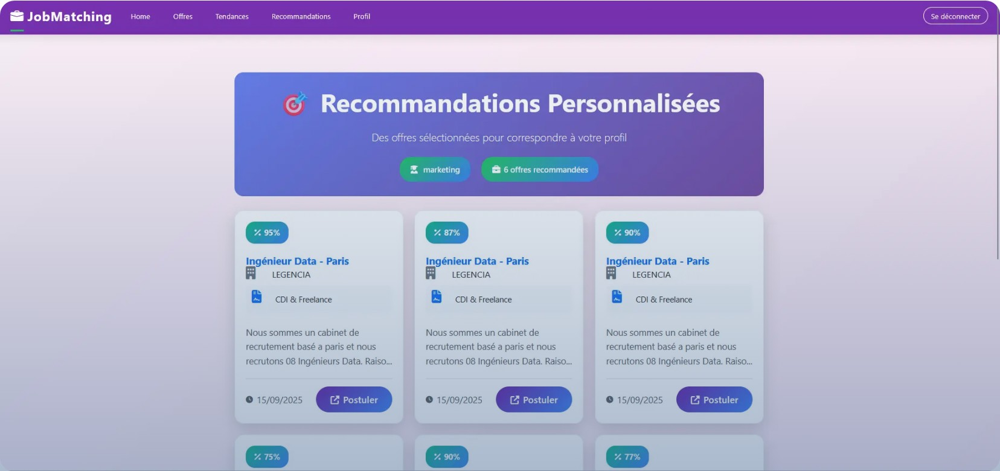 JobMatching Home Offres Tendances Recommandations Profil Se déconnecter
Recommandations Personnalisées
Des offres sélectionnées pour correspondre à votre profil
marketing 6 offres recommandées
% 95%
Ingénieur Data - Paris
LEGENCIA
CDI & Freelance
Nous sommes un cabinet de
recrutement basé a paris et nous
recrutons 08 Ingénieurs Data. Raiso...
15/09/2025 Postuler
% 87%
Ingénieur Data - Paris
LEGENCIA
CDI & Freelance
Nous sommes un cabinet de
recrutement basé a paris et nous
recrutons 08 Ingénieurs Data. Raiso...
15/09/2025 Postuler
% 90%
Ingénieur Data - Paris
LEGENCIA
CDI & Freelance
Nous sommes un cabinet de
recrutement basé a paris et nous
recrutons 08 Ingénieurs Data. Raiso...
15/09/2025 Postuler
% 75%
% 90%
% 77%